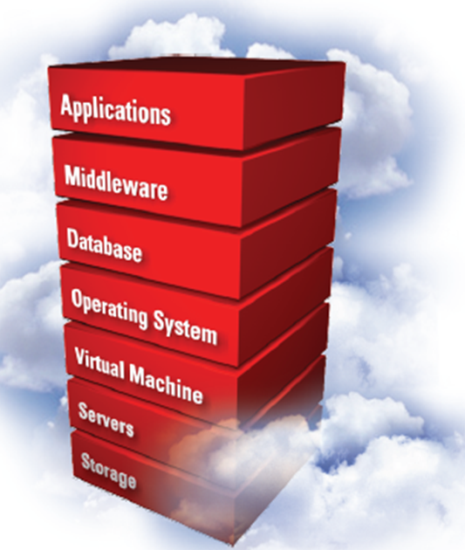 Applications
Middleware
Database
Operating System
Virtual Machine
Servers
Storage